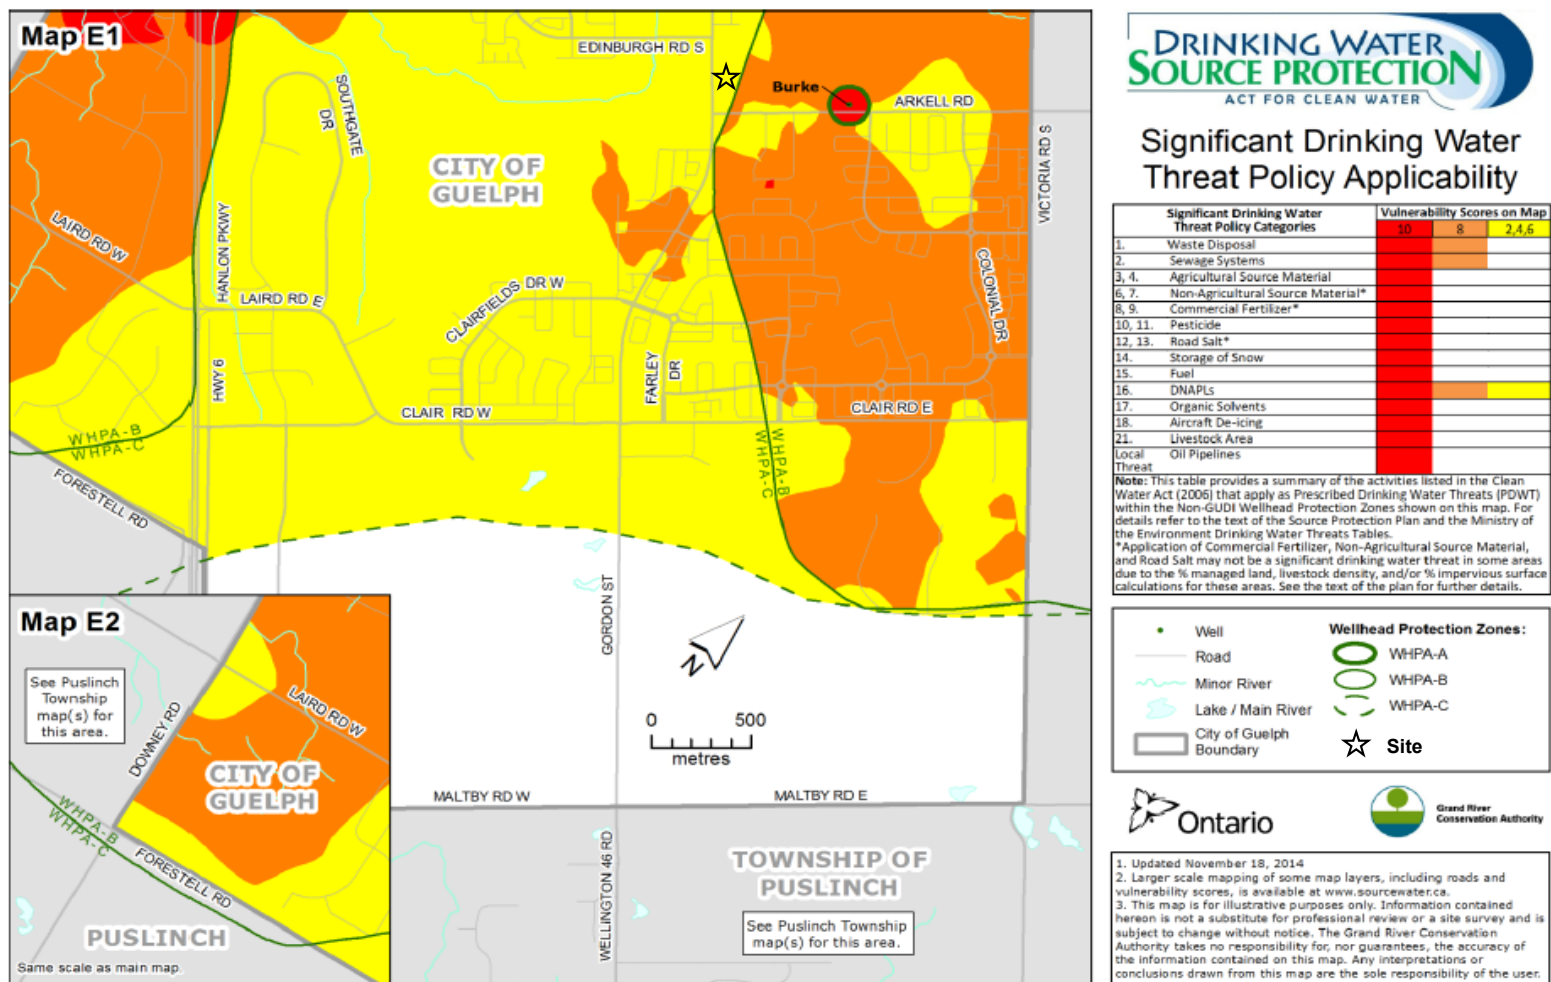 Map E1
EDINBURGH RD S
SOUTHGATE
DR
Burke
ARKELL RD
CITY OF
GUELPH
VICTORIA RD S
LAIRD RD W
HANLON PKWY
LAIRD RD E
CLAIRFIELDS DR W
COLONIAL DR
HWY 6
FARLEY
DR
CLAIR RD W
CLAIR RD E
WHPA-B
WHPA-C
WHPA-B
WHPA-C
FORESTELL RD
GORDON ST
N
0 500
metres
MALTBY RD W
MALTBY RD E
WELLINGTON 46 RD
TOWNSHIP OF
PUSLINCH
See Puslinch Township
map(s) for this area.
Map E2
See Puslinch
Township
map(s) for
this area.
DOWNEY RD
LAIRD RD W
CITY OF
GUELPH
WHPA-B
WHPA-C
FORESTELL RD
PUSLINCH
Same scale as main map.
DRINKING WATER
SOURCE PROTECTION
ACT FOR CLEAN WATER
Significant Drinking Water
Threat Policy Applicability
Significant Drinking Water
Threat Policy Categories
Vulnerability Scores on Map
10 8 2,4,6
1. Waste Disposal
2. Sewage Systems
3, 4. Agricultural Source Material
6, 7. Non-Agricultural Source Material*
8, 9. Commercial Fertilizer*
10, 11. Pesticide
12, 13. Road Salt*
14. Storage of Snow
15. Fuel
16. DNAPLs
17. Organic Solvents
18. Aircraft De-icing
21. Livestock Area
Local
Threat
Oil Pipelines
Note: This table provides a summary of the activities listed in the Clean
Water Act (2006) that apply as Prescribed Drinking Water Threats (PDWT)
within the Non-GUDI Wellhead Protection Zones shown on this map. For
details refer to the text of the Source Protection Plan and the Ministry of
the Environment Drinking Water Threats Tables.
*Application of Commercial Fertilizer, Non-Agricultural Source Material,
and Road Salt may not be a significant drinking water threat in some areas
due to the % managed land, livestock density, and/or % impervious surface
calculations for these areas. See the text of the plan for further details.
Well
Road
Minor River
Lake / Main River
City of Guelph
Boundary
Wellhead Protection Zones:
WHPA-A
WHPA-B
WHPA-C
Site
Ontario
Grand River
Conservation Authority
1. Updated November 18, 2014
2. Larger scale mapping of some map layers, including roads and
vulnerability scores, is available at www.sourcewater.ca.
3. This map is for illustrative purposes only. Information contained
hereon is not a substitute for professional review or a site survey and is
subject to change without notice. The Grand River Conservation
Authority takes no responsibility for, nor guarantees, the accuracy of
the information contained on this map. Any interpretations or
conclusions drawn from this map are the sole responsibility of the user.